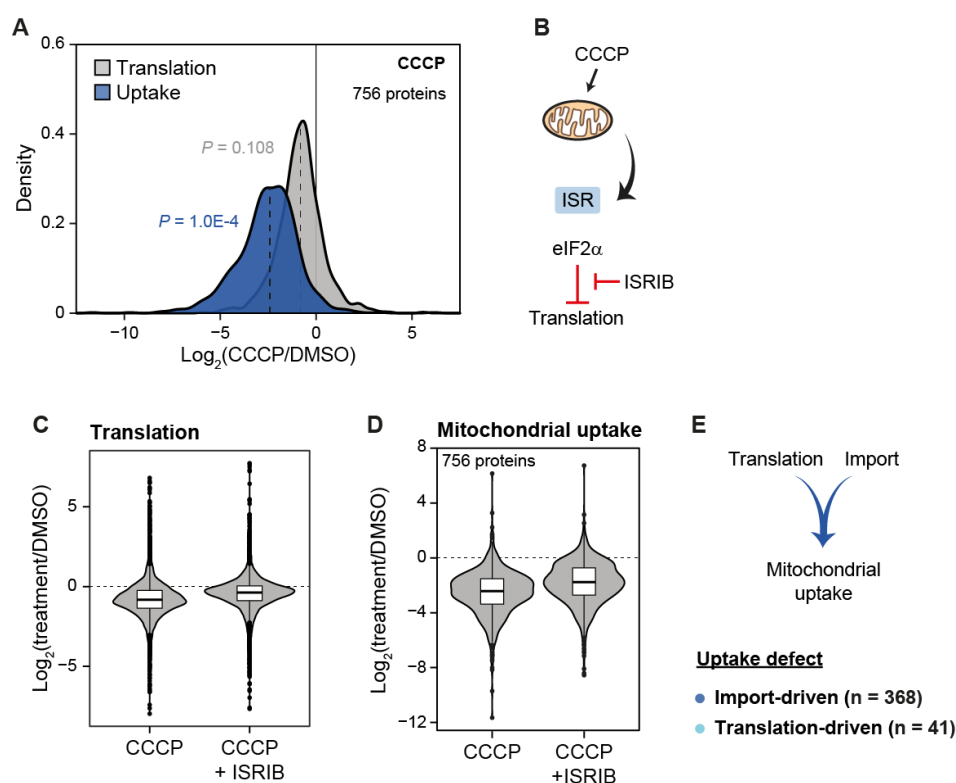 A
0.6
0.4
0.2
0
Density
Translation
Uptake
CCCP
756 proteins
P = 0.108
P = 1.0E-4
−10
−5
0
5
Log2(CCCP/DMSO)
B
CCCP
ISR
eIF2α
ISRIB
Translation
C
Translation
Log2(treatment/DMSO)
5
0
−5
CCCP
CCCP
+ ISRIB
D
Mitochondrial uptake
756 proteins
Log2(treatment/DMSO)
8
4
0
−4
−8
−12
CCCP
CCCP
+ISRIB
E
Translation
Import
Mitochondrial
uptake
Uptake defect
Import-driven (n = 368)
Translation-driven (n = 41)